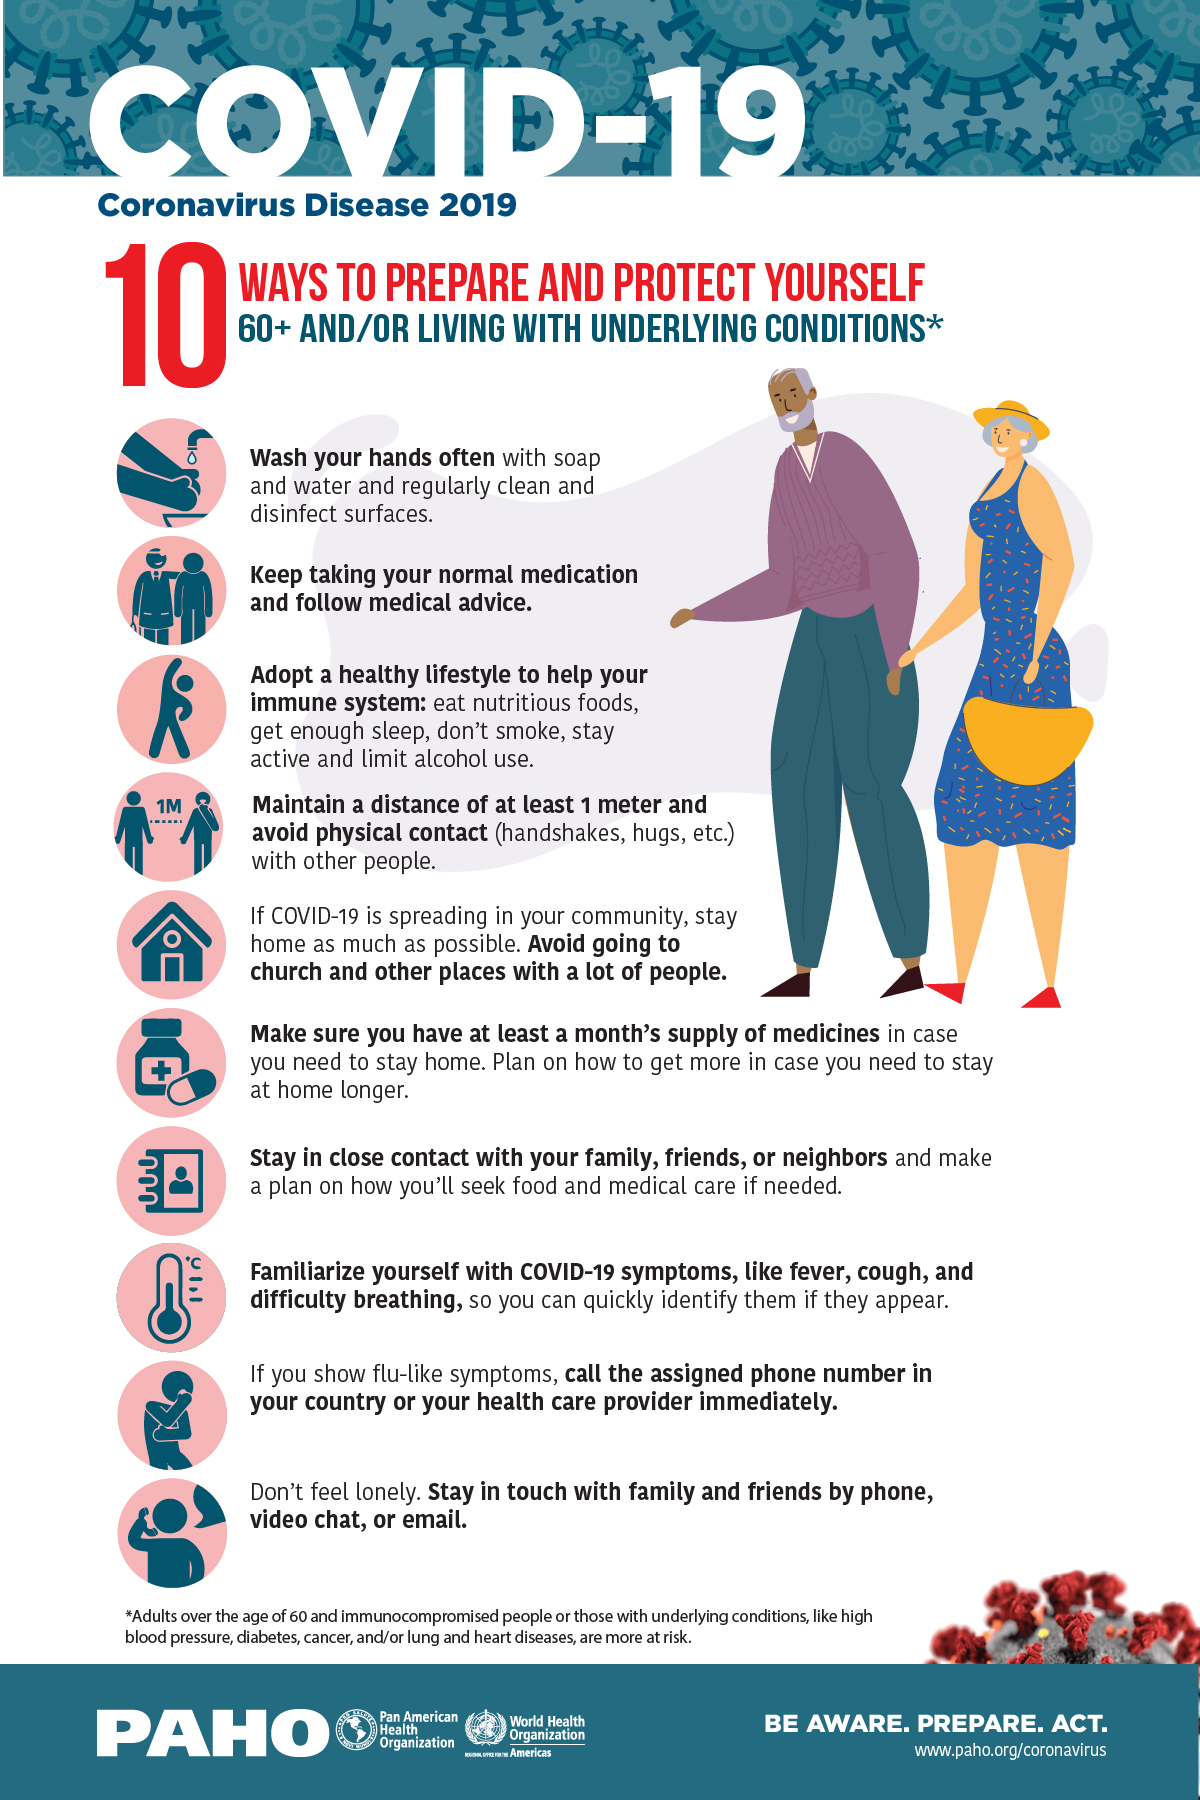 COVID-19
Coronavirus Disease 2019
10
WAYS TO PREPARE AND PROTECT YOURSELF
60+ AND/OR LIVING WITH UNDERLYING CONDITIONS*
Wash your hands often with soap
and water and regularly clean and
disinfect surfaces.
Keep taking your normal medication
and follow medical advice.
Adopt a healthy lifestyle to help your
immune system: eat nutritious foods,
get enough sleep, don’t smoke, stay
active and limit alcohol use.
1M
Maintain a distance of at least 1 meter and
avoid physical contact (handshakes, hugs, etc.)
with other people.
If COVID-19 is spreading in your community, stay
home as much as possible. Avoid going to
church and other places with a lot of people.
Make sure you have at least a month’s supply of medicines in case
you need to stay home. Plan on how to get more in case you need to stay
at home longer.
Stay in close contact with your family, friends, or neighbors and make
a plan on how you’ll seek food and medical care if needed.
°C
Familiarize yourself with COVID-19 symptoms, like fever, cough, and
difficulty breathing, so you can quickly identify them if they appear.
If you show flu-like symptoms, call the assigned phone number in
your country or your health care provider immediately.
Don’t feel lonely. Stay in touch with family and friends by phone,
video chat, or email.
*Adults over the age of 60 and immunocompromised people or those with underlying conditions, like high
blood pressure, diabetes, cancer, and/or lung and heart diseases, are more at risk.
PAHO
Pan American
Health
Organization
World Health
Organization
REGIONAL OFFICE FOR THE Americas
BE AWARE. PREPARE. ACT.
www.paho.org/coronavirus